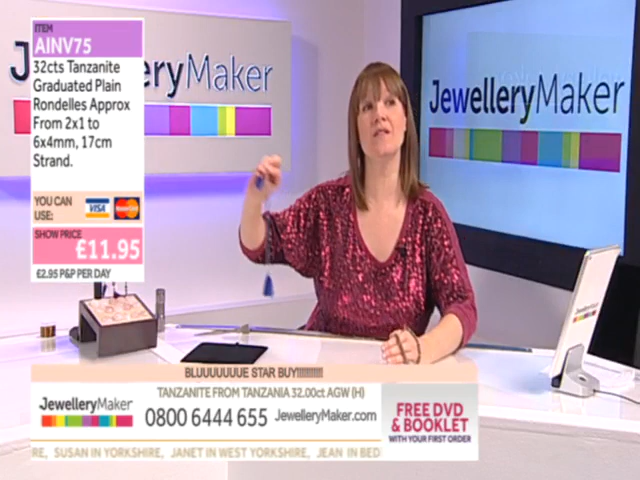 ITEM
AINV75
32cts Tanzanite
Graduated Plain
Rondelles Approx
From 2x1 to
6x4mm, 17cm
Strand.
YOU CAN
USE:
VISA
MasterCard
SHOW PRICE
£11.95
£2.95 P&P PER DAY
JewelleryMaker
JewelleryMaker
BLUUUUUUUE STAR BUY!!!!!!!!!!
TANZANITE FROM TANZANIA 32.00ct AGW (H)
JewelleryMaker
0800 6444 655
JewelleryMaker.com
FREE DVD
& BOOKLET
WITH YOUR FIRST ORDER
RE, SUSAN IN YORKSHIRE, JANET IN WEST YORKSHIRE, JEAN IN BED